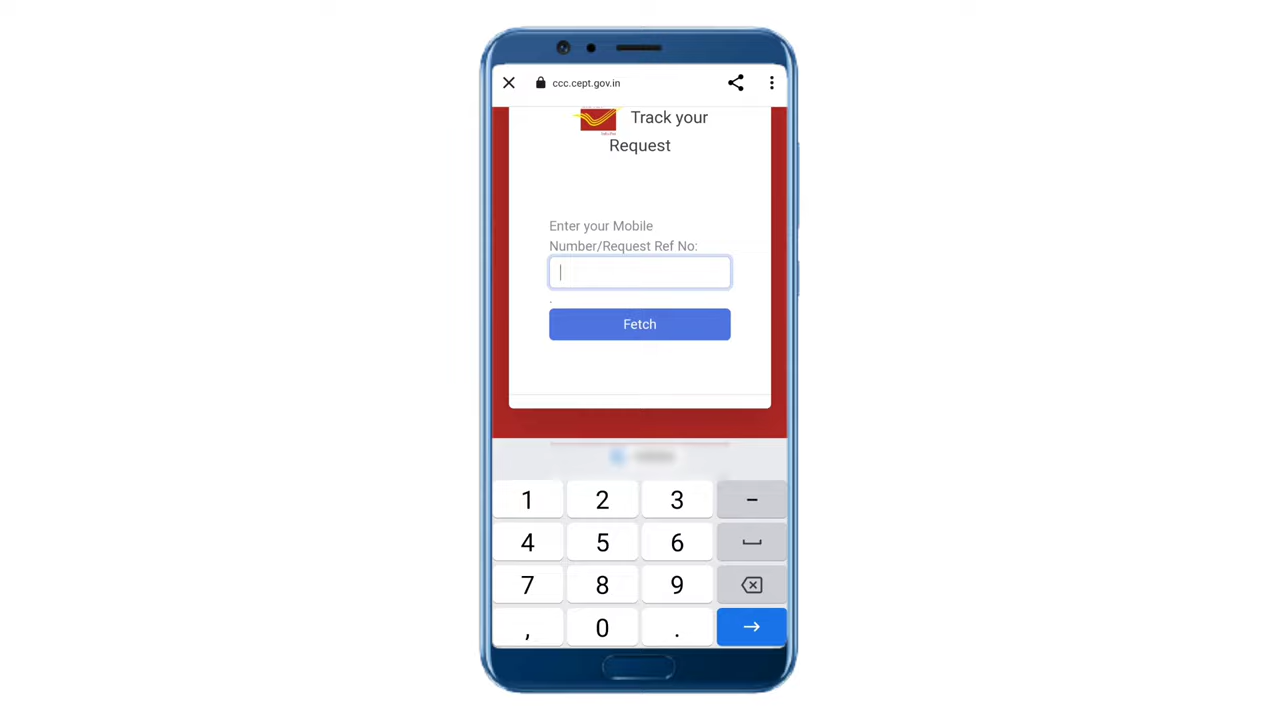 ccc.cept.gov.in
Track your
Request
Enter your Mobile
Number/Request Ref No:
.
Fetch
1 2 3 -
4 5 6
7 8 9
, 0 .